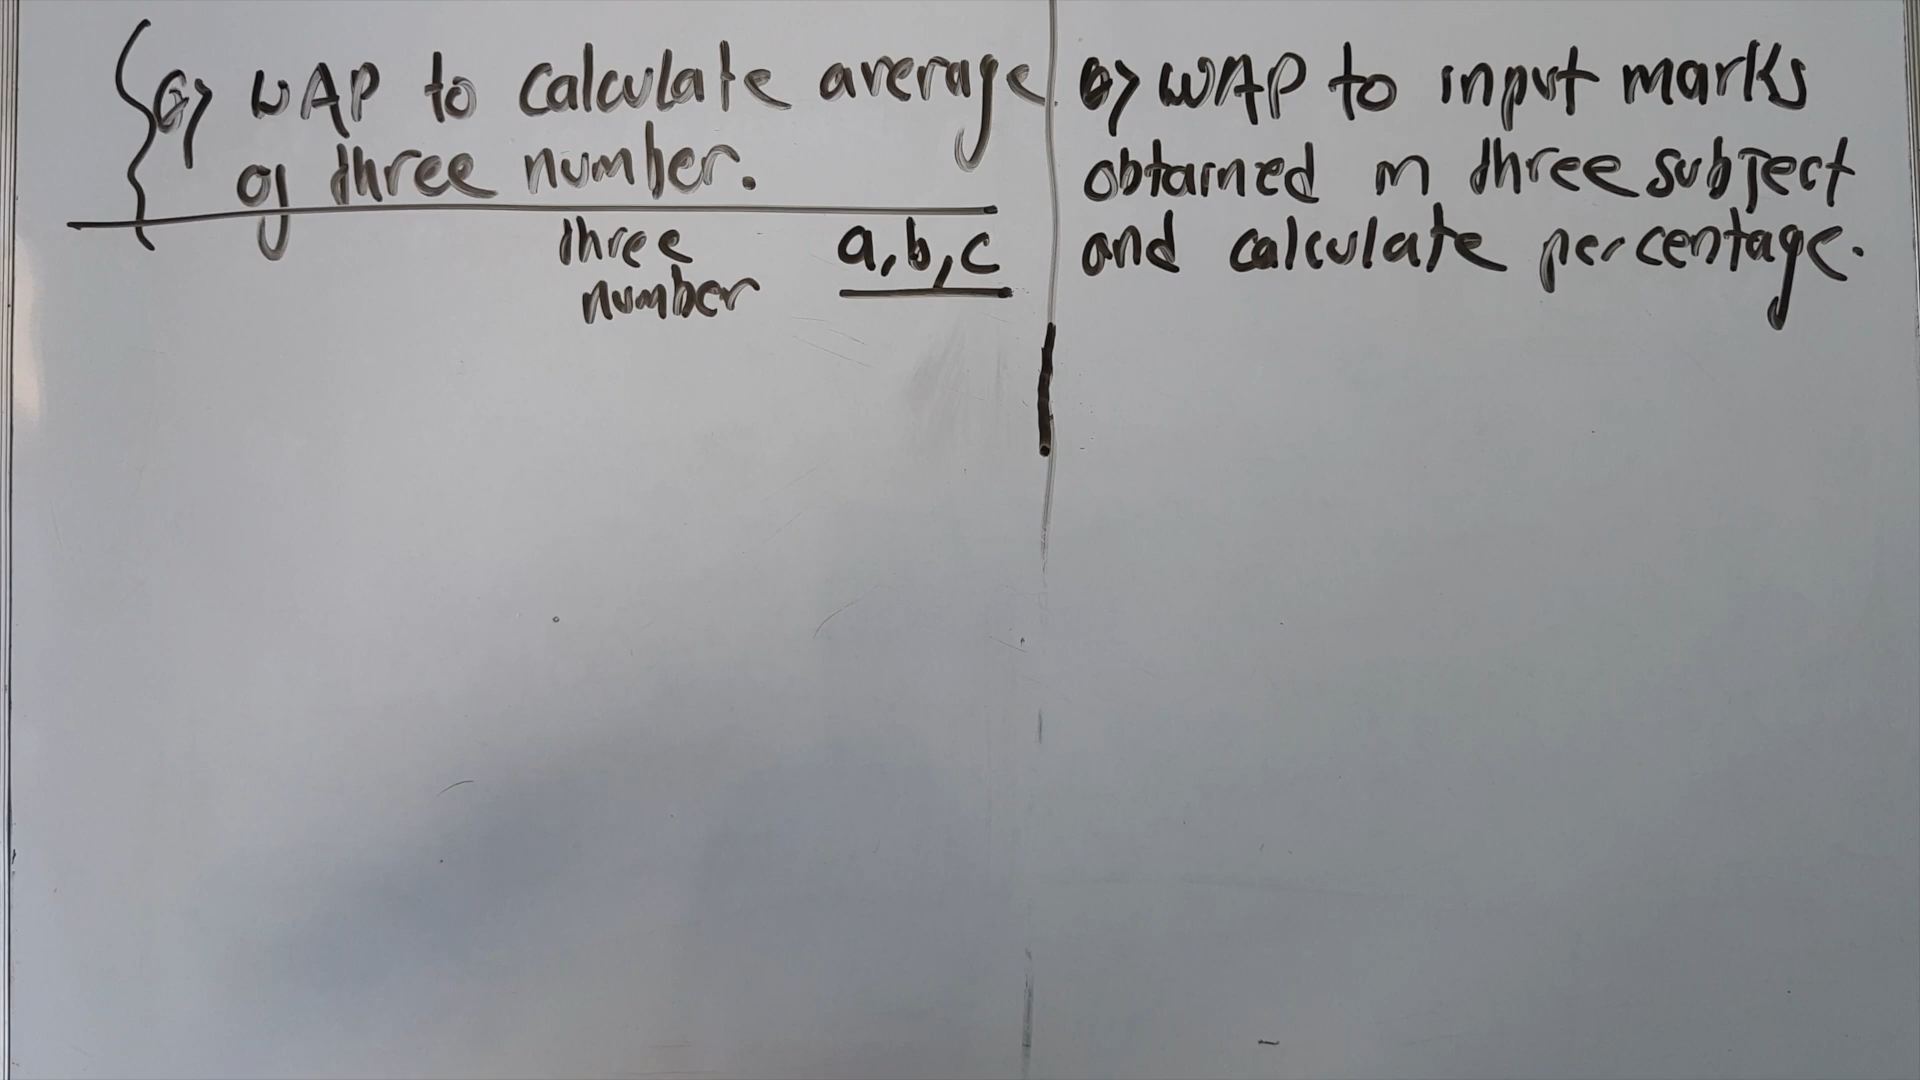 Q> WAP to calculate average
of three number.
three
number
a, b, c
Q> WAP to input marks
obtained in three subject
and calculate percentage.